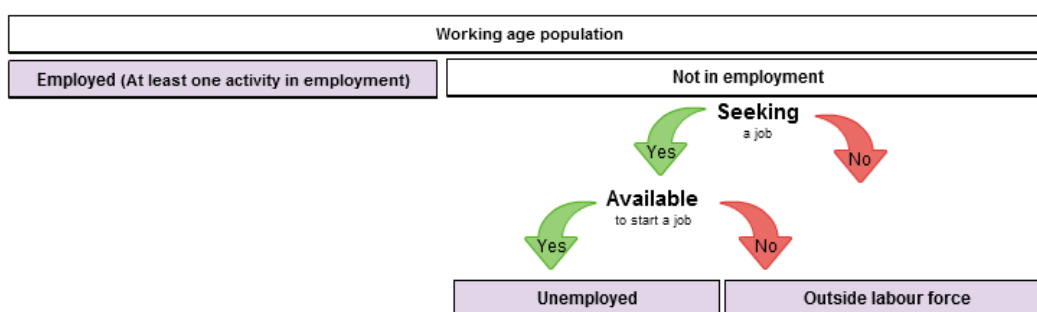 Working age population
Employed (At least one activity in employment)
Not in employment
Seeking
a job
Yes
No
Available
to start a job
Yes
No
Unemployed
Outside labour force